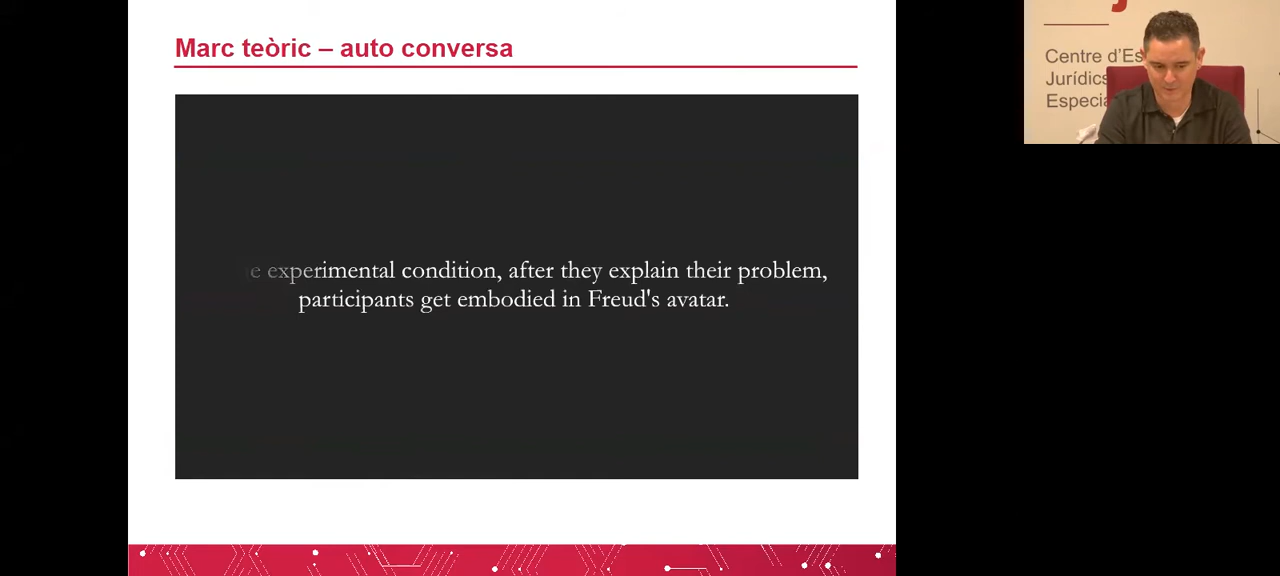 Marc teòric – auto conversa
experimental condition, after they explain their problem,
participants get embodied in Freud's avatar.
Centre d'Es
Jurídics
Especia